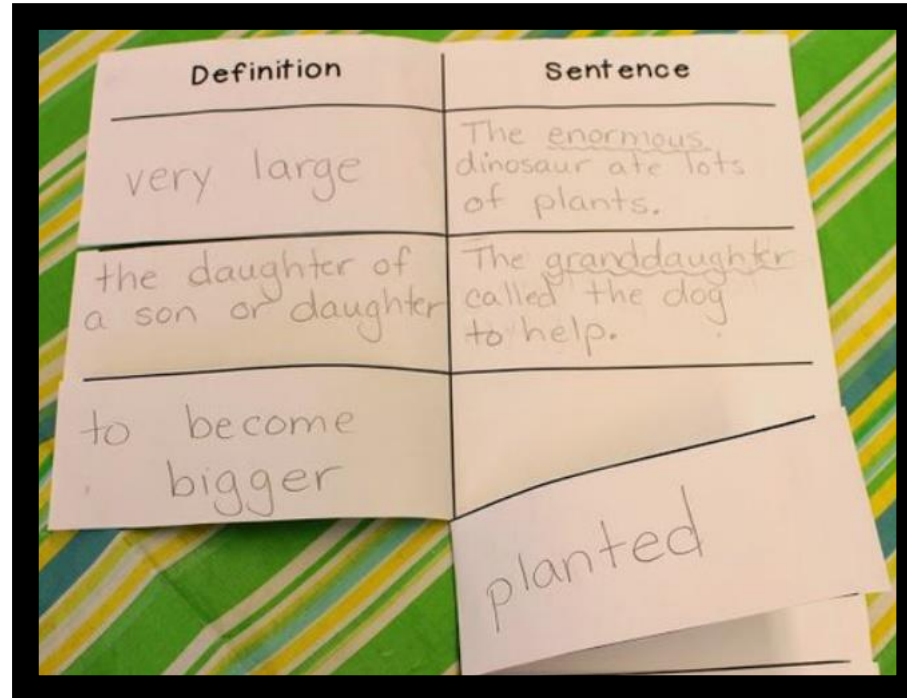 Definition
Sentence
very large
The enormous
dinosaur ate lots
of plants.
the daughter of
a son or daughter
The granddaughter
called the dog
to help.
to become
bigger
planted